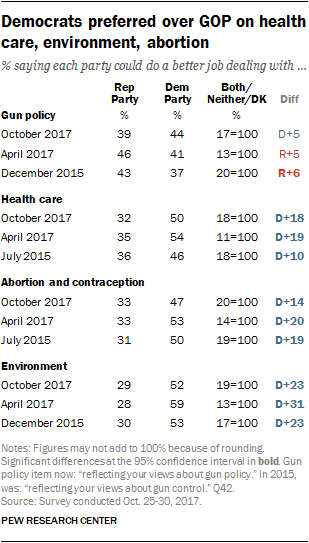 Democrats preferred over GOP on health
care, environment, abortion
% saying each party could do a better job dealing with ...
Rep Party Dem Party Both/Neither/DK Diff
Gun policy % % %
October 2017 39 44 17=100 D+5
April 2017 46 41 13=100 R+5
December 2015 43 37 20=100 R+6
Health care
October 2017 32 50 18=100 D+18
April 2017 35 54 11=100 D+19
July 2015 36 46 18=100 D+10
Abortion and contraception
October 2017 33 47 20=100 D+14
April 2017 33 53 14=100 D+20
July 2015 31 50 19=100 D+19
Environment
October 2017 29 52 19=100 D+23
April 2017 28 59 13=100 D+31
December 2015 30 53 17=100 D+23
Notes: Figures may not add to 100% because of rounding.
Significant differences at the 95% confidence interval in bold. Gun
policy item now: “reflecting your views about gun policy.” In 2015,
was: “reflecting your views about gun control.” Q42.
Source: Survey conducted Oct. 25-30, 2017.
PEW RESEARCH CENTER